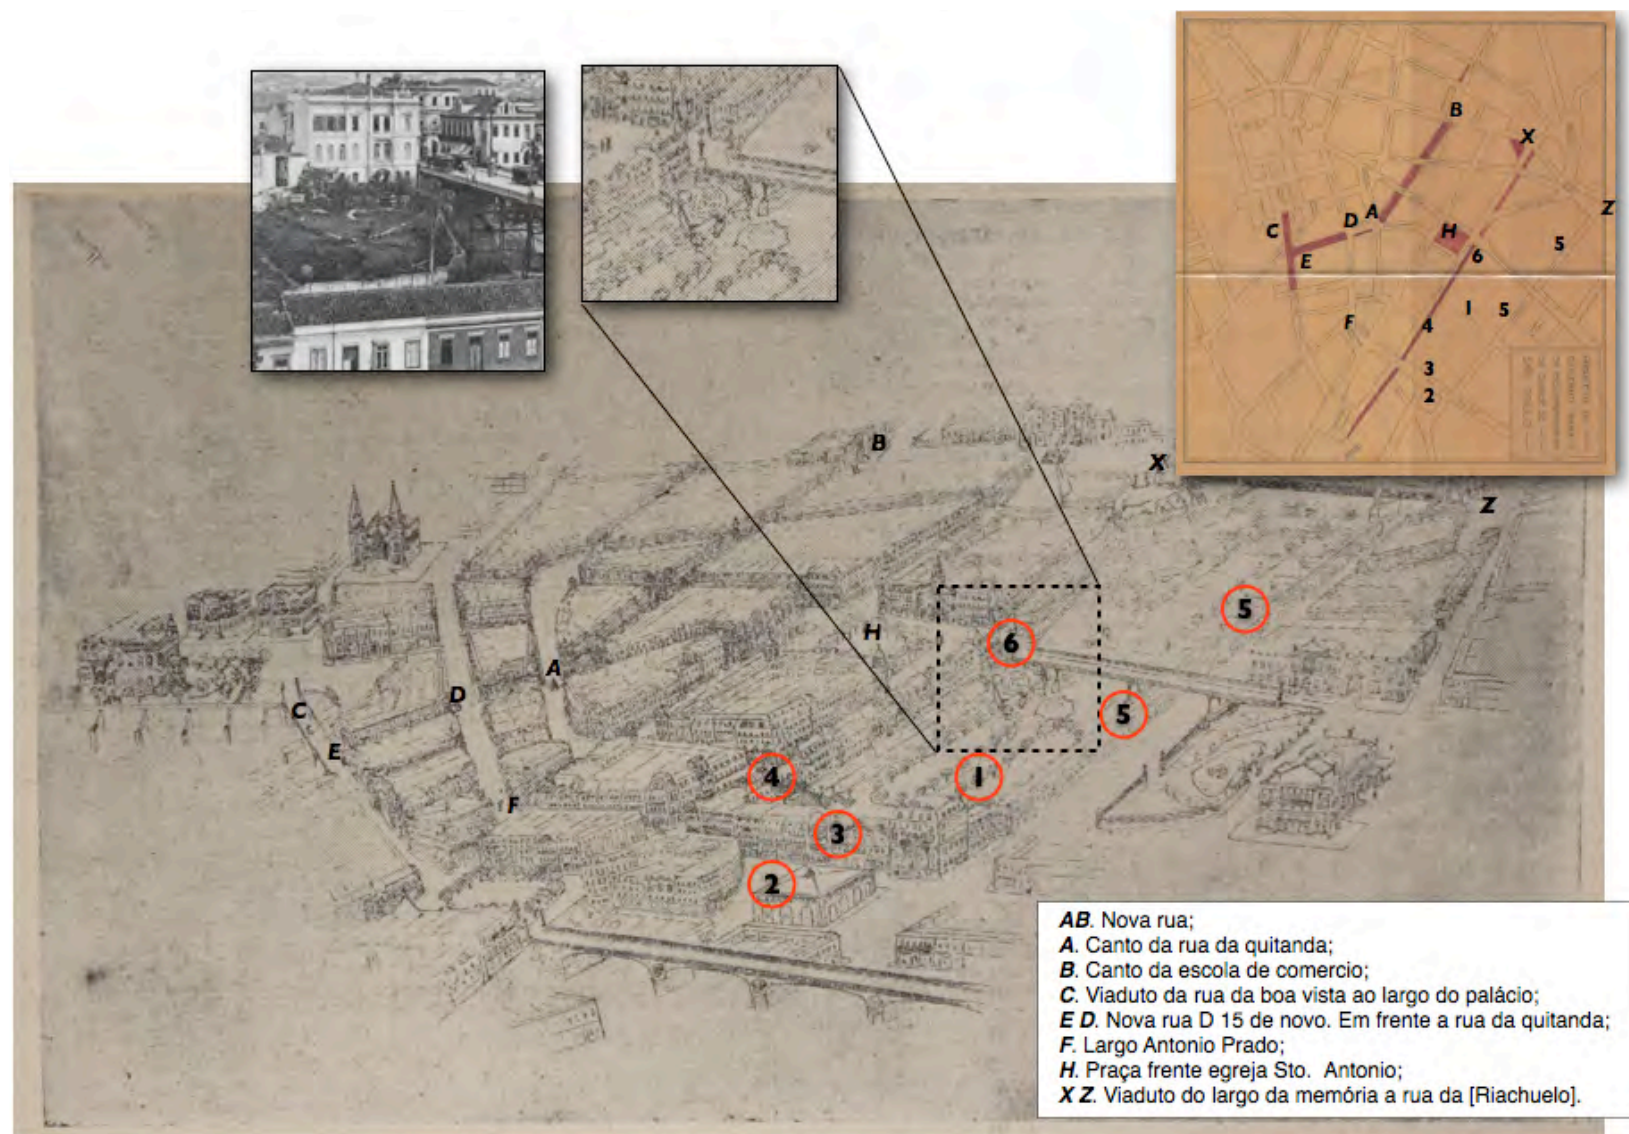 B
X
Z
C
D
A
H
5
E
6
F
1
5
4
3
2
B
X
Z
5
H
6
A
D
C
5
E
4
1
F
3
2
AB. Nova rua;
A. Canto da rua da quitanda;
B. Canto da escola de comercio;
C. Viaduto da rua da boa vista ao largo do palácio;
E D. Nova rua D 15 de novo. Em frente a rua da quitanda;
F. Largo Antonio Prado;
H. Praça frente egreja Sto. Antonio;
X Z. Viaduto do largo da memória a rua da [Riachuelo].